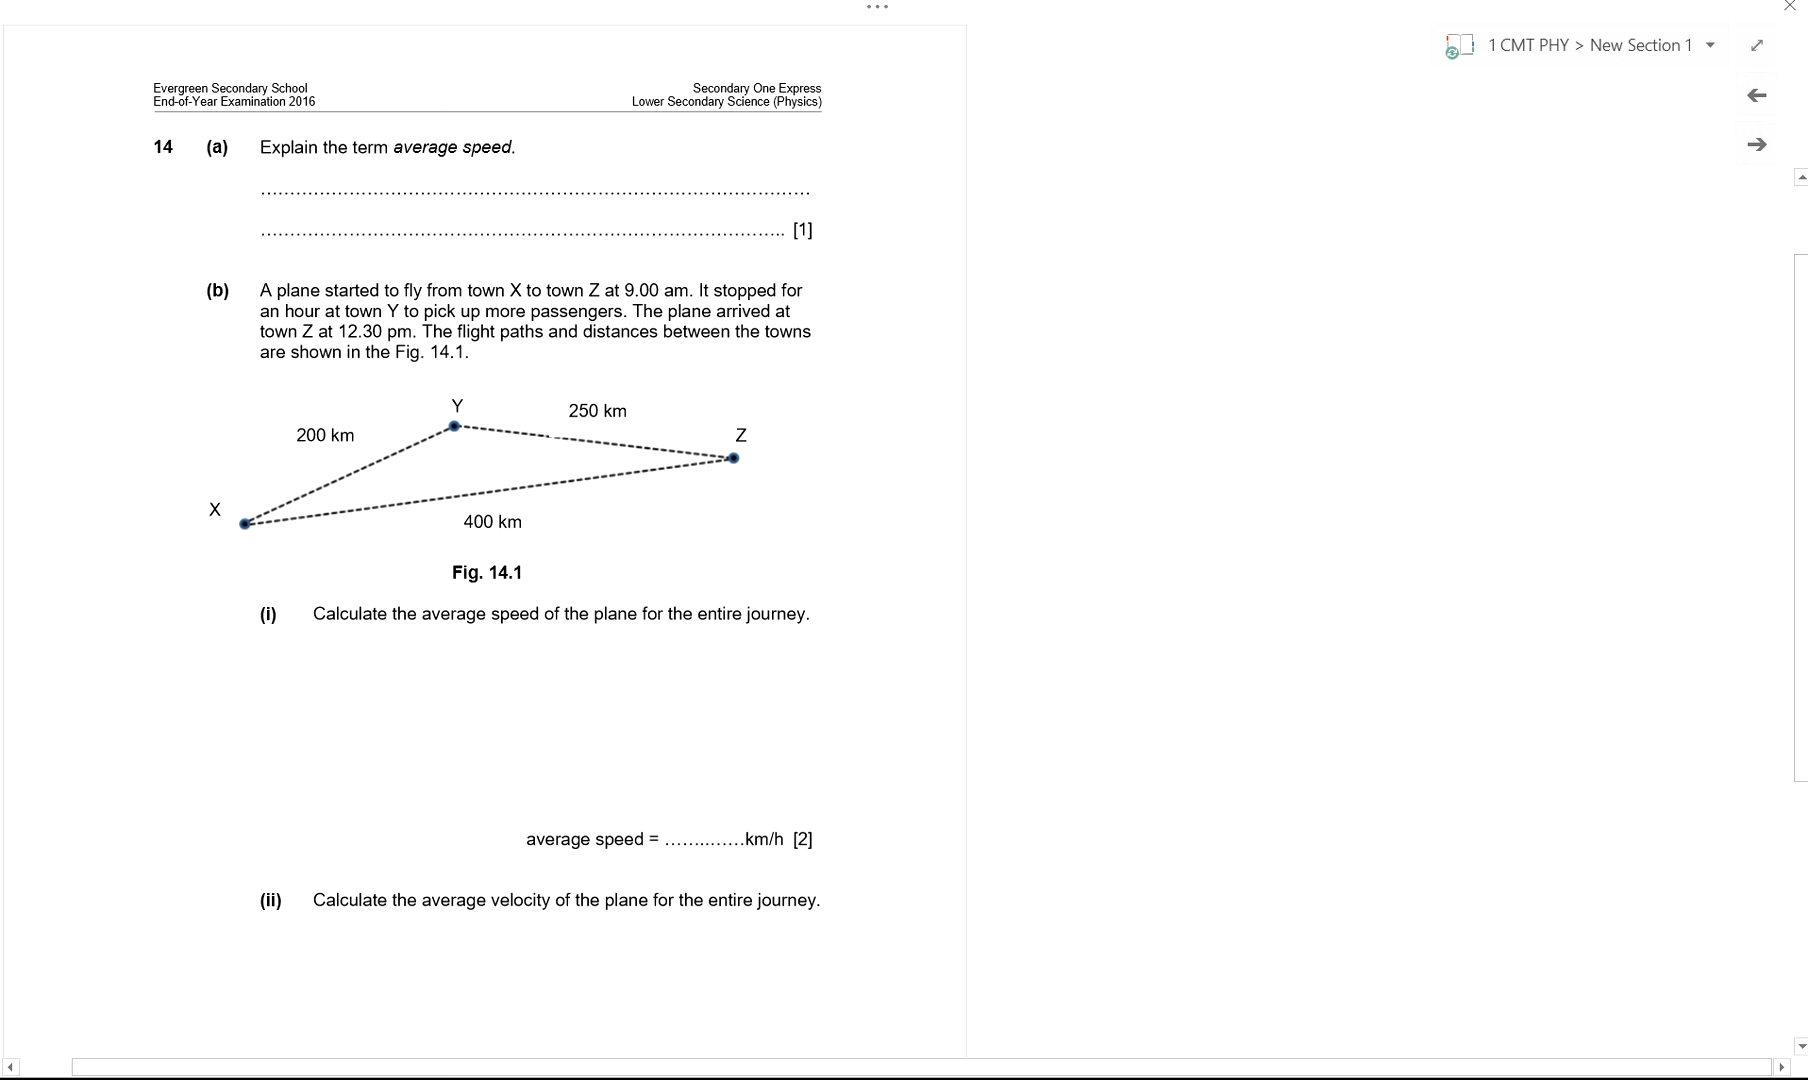 1 CMT PHY > New Section 1
Evergreen Secondary School
End-of-Year Examination 2016
Secondary One Express
Lower Secondary Science (Physics)
14 (a) Explain the term average speed.
..........................................................................................
....................................................................................... [1]
(b) A plane started to fly from town X to town Z at 9.00 am. It stopped for
an hour at town Y to pick up more passengers. The plane arrived at
town Z at 12.30 pm. The flight paths and distances between the towns
are shown in the Fig. 14.1.
Y
250 km
200 km
Z
X
400 km
Fig. 14.1
(i) Calculate the average speed of the plane for the entire journey.
average speed = ..............km/h [2]
(ii) Calculate the average velocity of the plane for the entire journey.